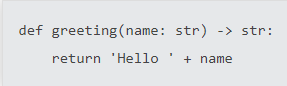 def greeting(name: str) -> str:
    return 'Hello ' + name